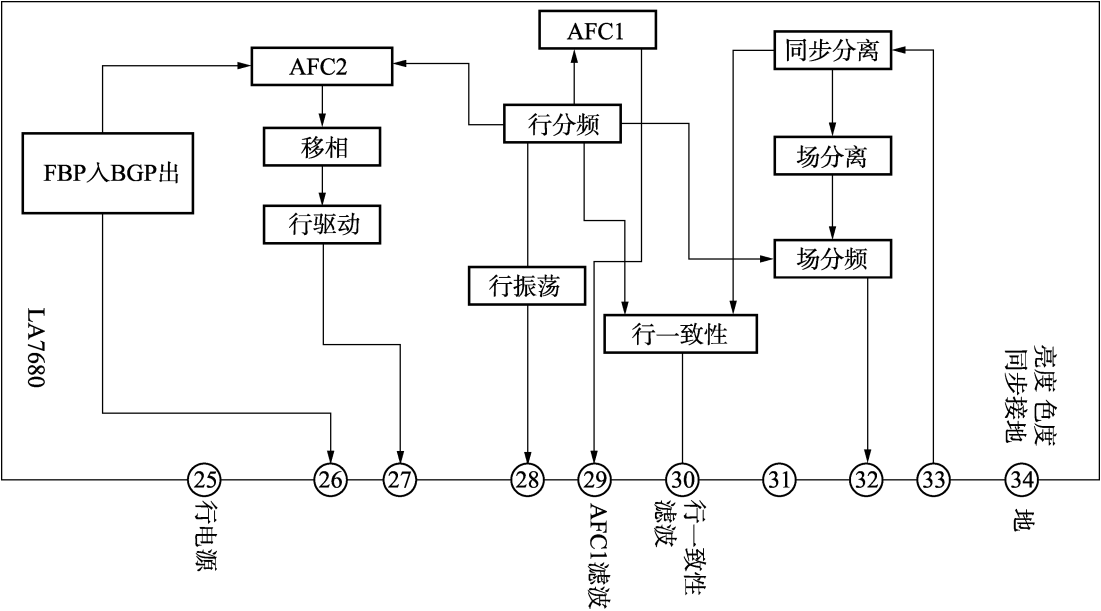 AFC1
AFC2
同步分离
行分频
移相
场分离
FBP入BGP出
行驱动
场分频
行振荡
行一致性
LA7680
亮度 色度
同步接地
25
26
27
28
29
30
31
32
33
34
行电源
AFC1滤波
行一致性
滤波
地